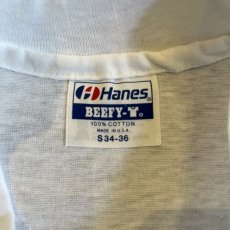 Hanes
BEEFY-T®
100% COTTON
MADE IN U.S.A.
S 34-36